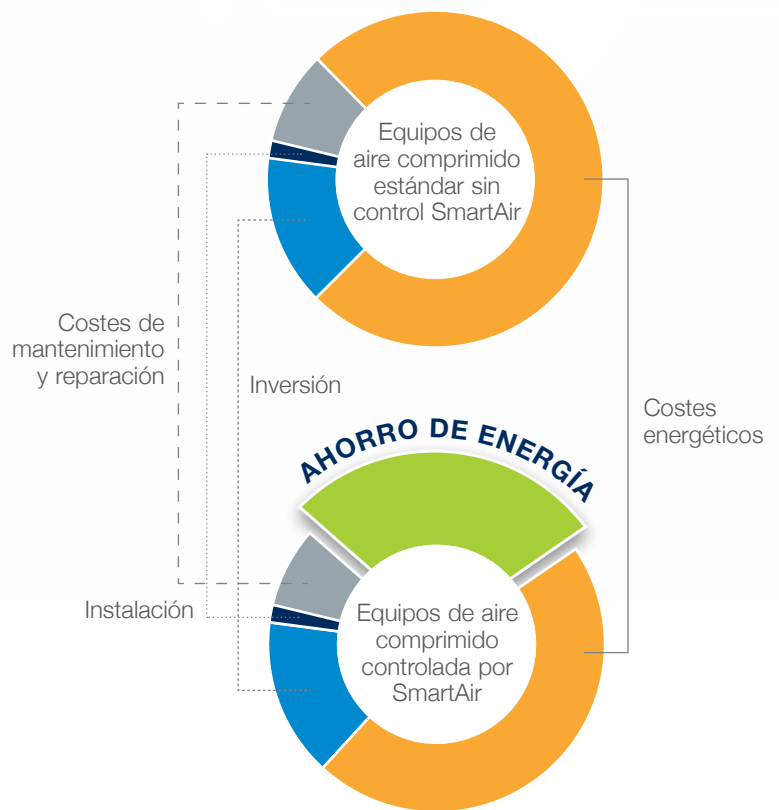 Equipos de
aire comprimido
estándar sin
control SmartAir
Costes de
mantenimiento
y reparación
Inversión
Costes
energéticos
AHORRO DE ENERGÍA
Instalación
Equipos de aire
comprimido
controlada por
SmartAir